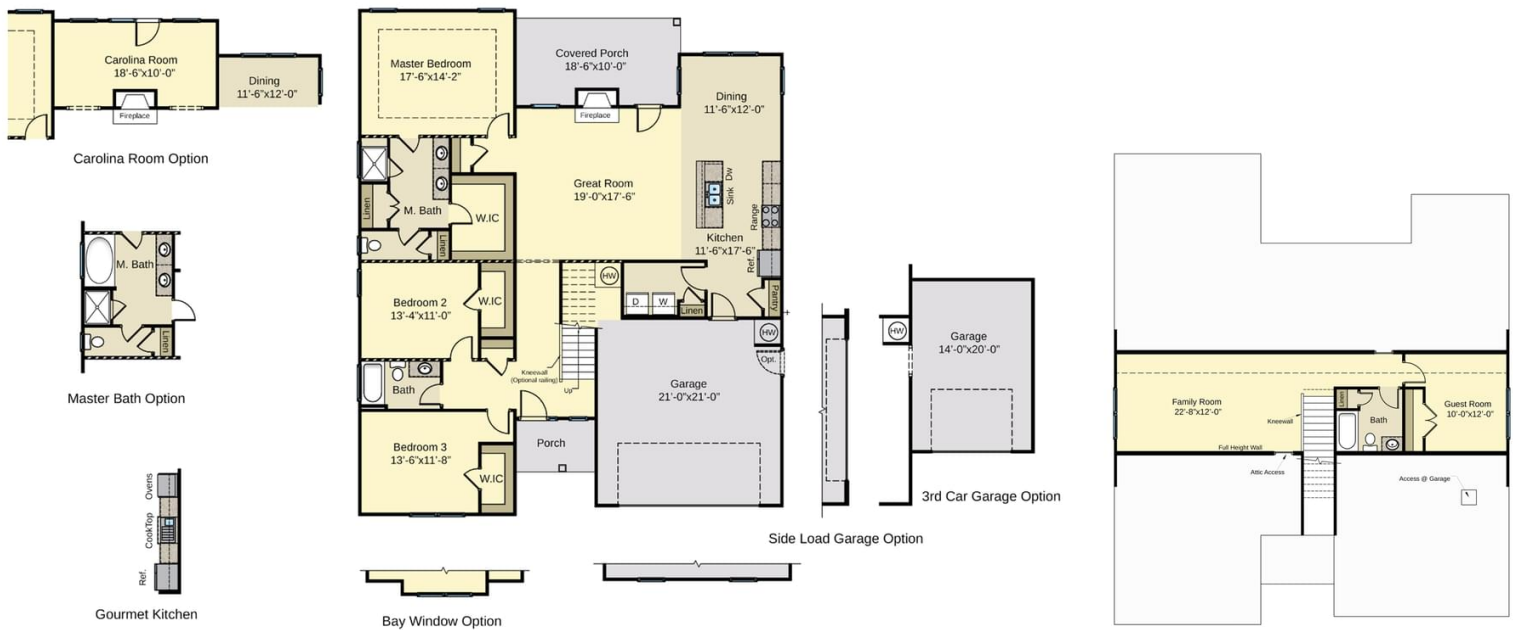 Carolina Room
18'-6"x10'-0"
Dining
11'-6"x12'-0"
Fireplace
Carolina Room Option
M. Bath
Linen
Master Bath Option
Ovens
CookTop
Ref.
Gourmet Kitchen
Master Bedroom
17'-6"x14'-2"
Covered Porch
18'-6"x10'-0"
Fireplace
Dining
11'-6"x12'-0"
Great Room
19'-0"x17'-6"
Dw
Sink
Range
Kitchen
11'-6"x17'-6"
Ref.
Pantry
Linen
M. Bath
W.IC
Linen
HW
D
W
Linen
HW
Opt.
Bedroom 2
13'-4"x11'-0"
W.IC
Kneewall
(Optional railing)
Up
Bath
Garage
21'-0"x21'-0"
Bedroom 3
13'-6"x11'-8"
W.IC
Porch
Bay Window Option
Side Load Garage Option
HW
Garage
14'-0"x20'-0"
3rd Car Garage Option
Family Room
22'-8"x12'-0"
Kneewall
Full Height Wall
Attic Access
Linen
Bath
Guest Room
10'-0"x12'-0"
Access @ Garage